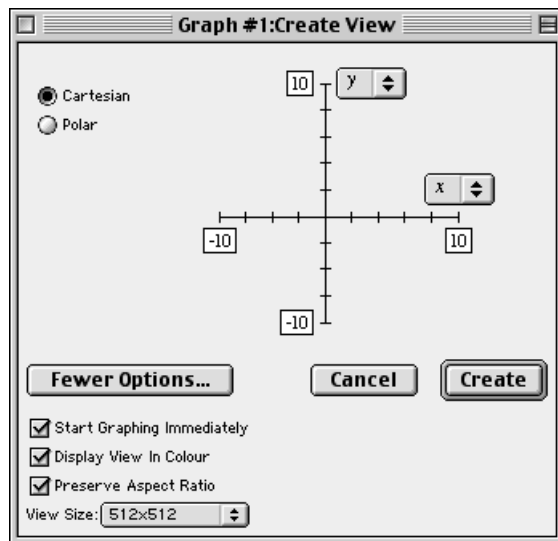 Graph #1:Create View
Cartesian
Polar
10
y
x
-10
10
-10
Fewer Options...
Cancel
Create
Start Graphing Immediately
Display View In Colour
Preserve Aspect Ratio
View Size: 512x512